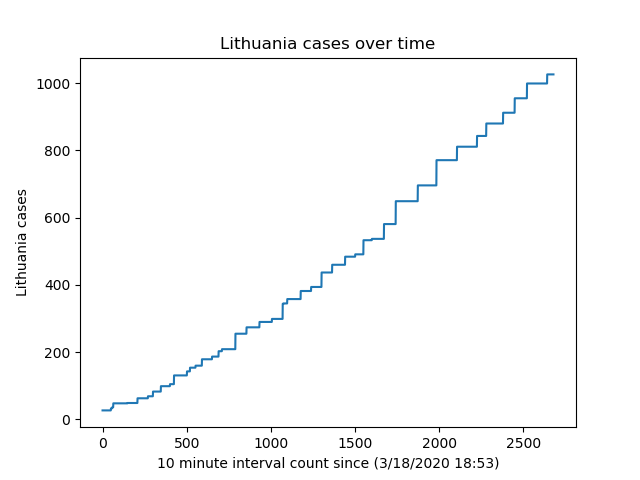 Lithuania cases over time
1000
800
600
400
200
0
Lithuania cases
0 500 1000 1500 2000 2500
10 minute interval count since (3/18/2020 18:53)